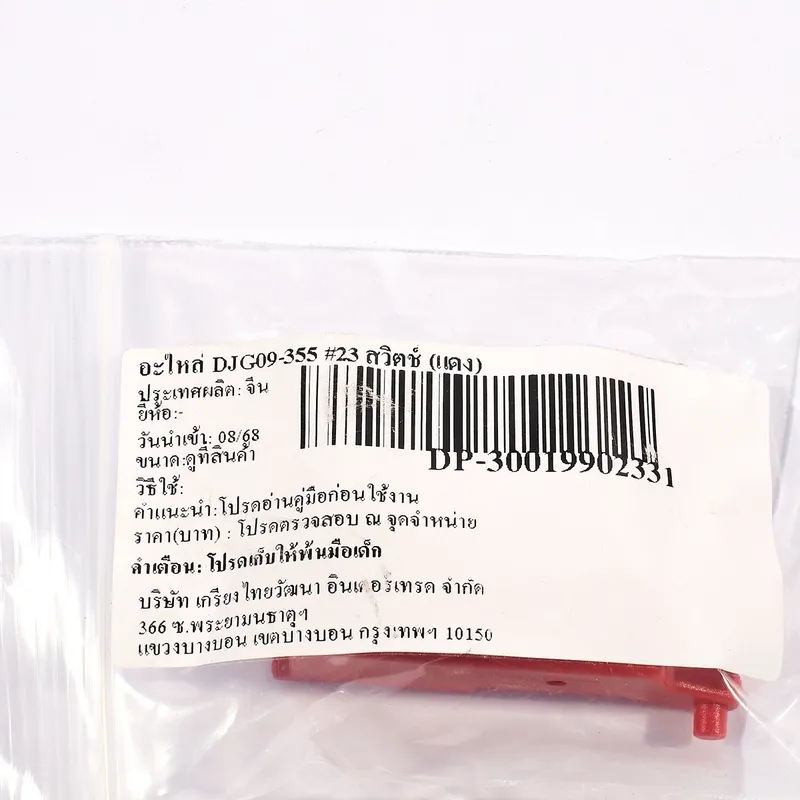 อะไหล่ DJG09-355 #23 สวิตช์ (แดง)
ประเทศผลิต: จีน
ยี่ห้อ:-
วันนำเข้า: 08/68
ขนาด:ดูที่สินค้า
DP-30019902331
วิธีใช้:
คำแนะนำ:โปรดอ่านคู่มือก่อนใช้งาน
ราคา(บาท) : โปรดตรวจสอบ ณ จุดจำหน่าย
คำเตือน: โปรดเก็บให้พ้นมือเด็ก
บริษัท เกรียงไทยวัฒนา อินเตอร์เทรด จำกัด
366 ซ.พระยามนธาตุฯ
แขวงบางบอน เขตบางบอน กรุงเทพฯ 10150